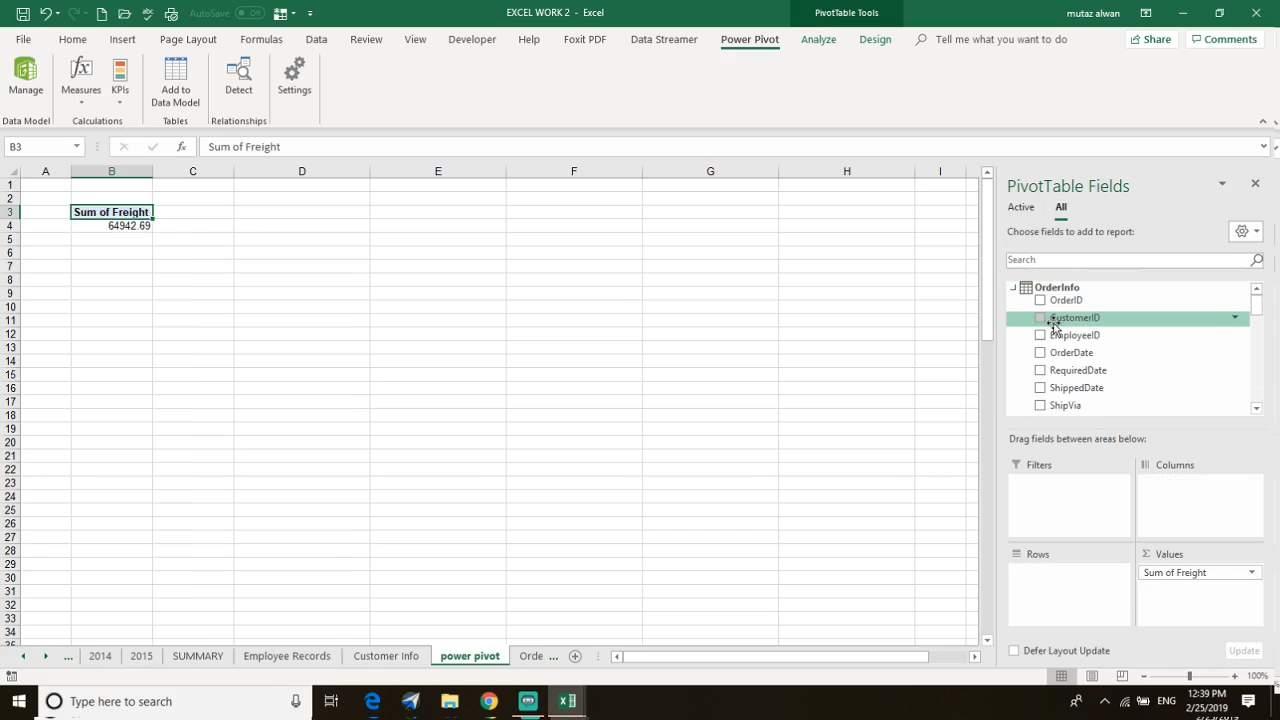 AutoSave Off
EXCEL WORK 2 - Excel
PivotTable Tools
mutaz alwan
File Home Insert Page Layout Formulas Data Review View Developer Help Foxit PDF Data Streamer Power Pivot Analyze Design Tell me what you want to do Share Comments
Manage Measures KPIs Add to Data Model Detect Settings
Data Model Calculations Tables Relationships
B3 fx Sum of Freight
A B C D E F G H I
1
2
3 Sum of Freight
4 64942.69
5
6
7
8
9
10
11
12
13
14
15
16
17
18
19
20
21
22
23
24
25
26
27
28
29
30
31
32
33
34
PivotTable Fields
Active All
Choose fields to add to report:
Search
OrderInfo
OrderID
CustomerID
EmployeeID
OrderDate
RequiredDate
ShippedDate
ShipVia
Drag fields between areas below:
Filters Columns
Rows Σ Values
Sum of Freight
Defer Layout Update Update
... 2014 2015 SUMMARY Employee Records Customer Info power pivot Orde ...
100%
Type here to search
ENG
12:39 PM
2/25/2019